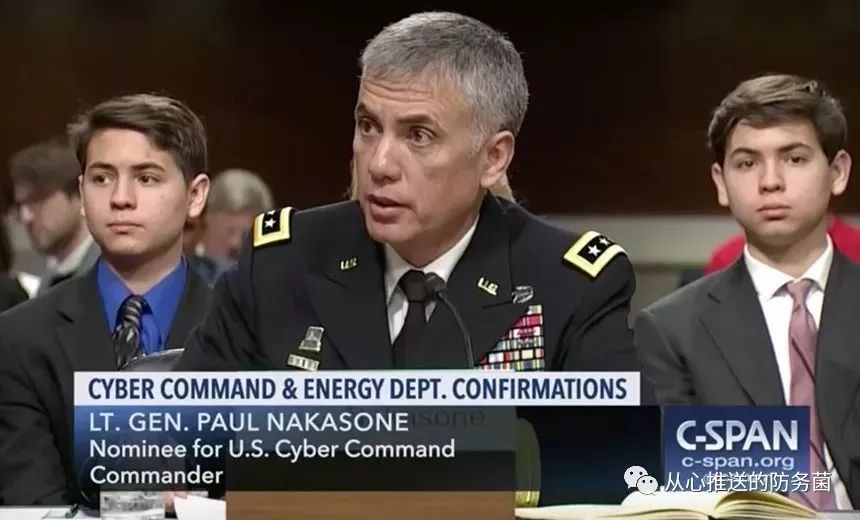 U.S.
U.S.
CYBER COMMAND & ENERGY DEPT. CONFIRMATIONS
LT. GEN. PAUL NAKASONE
Nominee for U.S. Cyber Command
Commander
C-SPAN
c-span.org
从心推送的防务菌